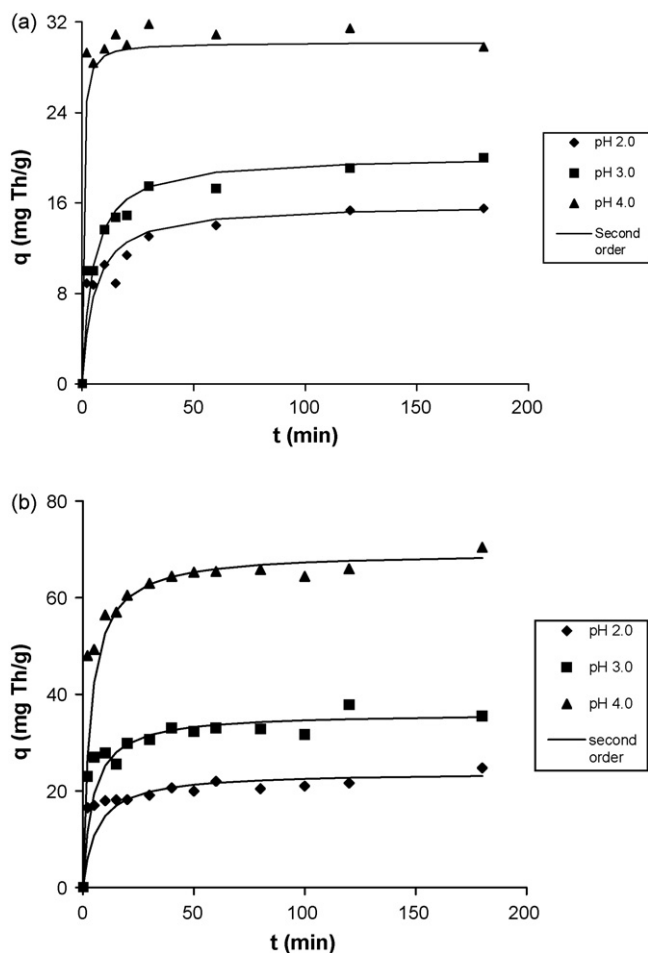 (a)
32
24
16
8
0
q (mg Th/g)
0
50
100
150
200
t (min)
pH 2.0
pH 3.0
pH 4.0
Second
order
(b)
80
60
40
20
0
q (mg Th/g)
0
50
100
150
200
t (min)
pH 2.0
pH 3.0
pH 4.0
second
order